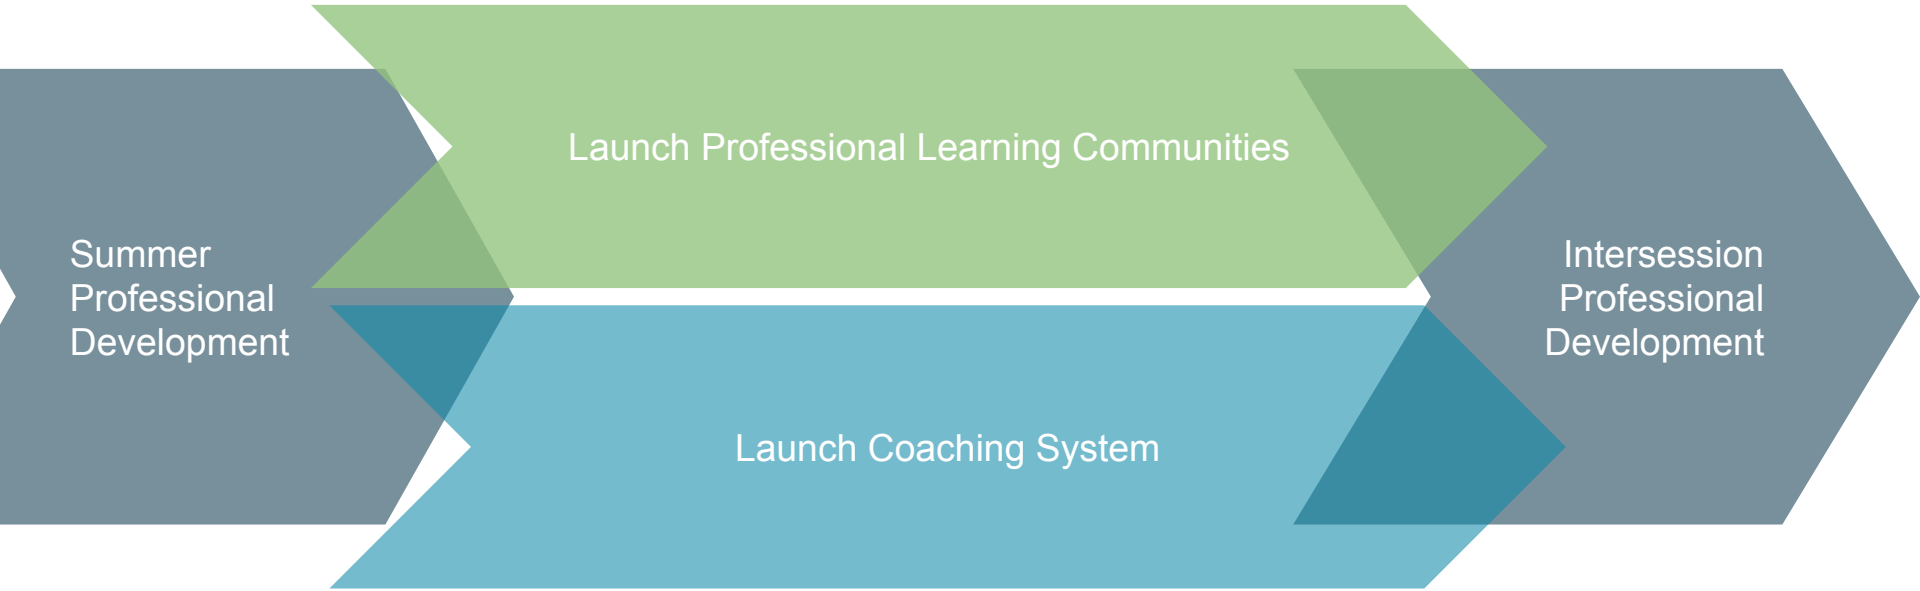 Summer
Professional
Development
Launch Professional Learning Communities
Launch Coaching System
Intersession
Professional
Development